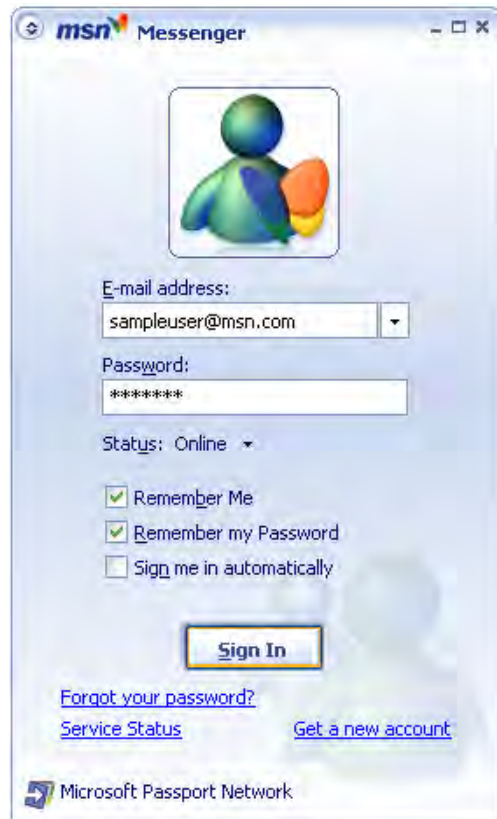 msn Messenger
E-mail address:
sampleuser@msn.com
Password:
*******
Status: Online
Remember Me
Remember my Password
Sign me in automatically
Sign In
Forgot your password?
Service Status Get a new account
Microsoft Passport Network